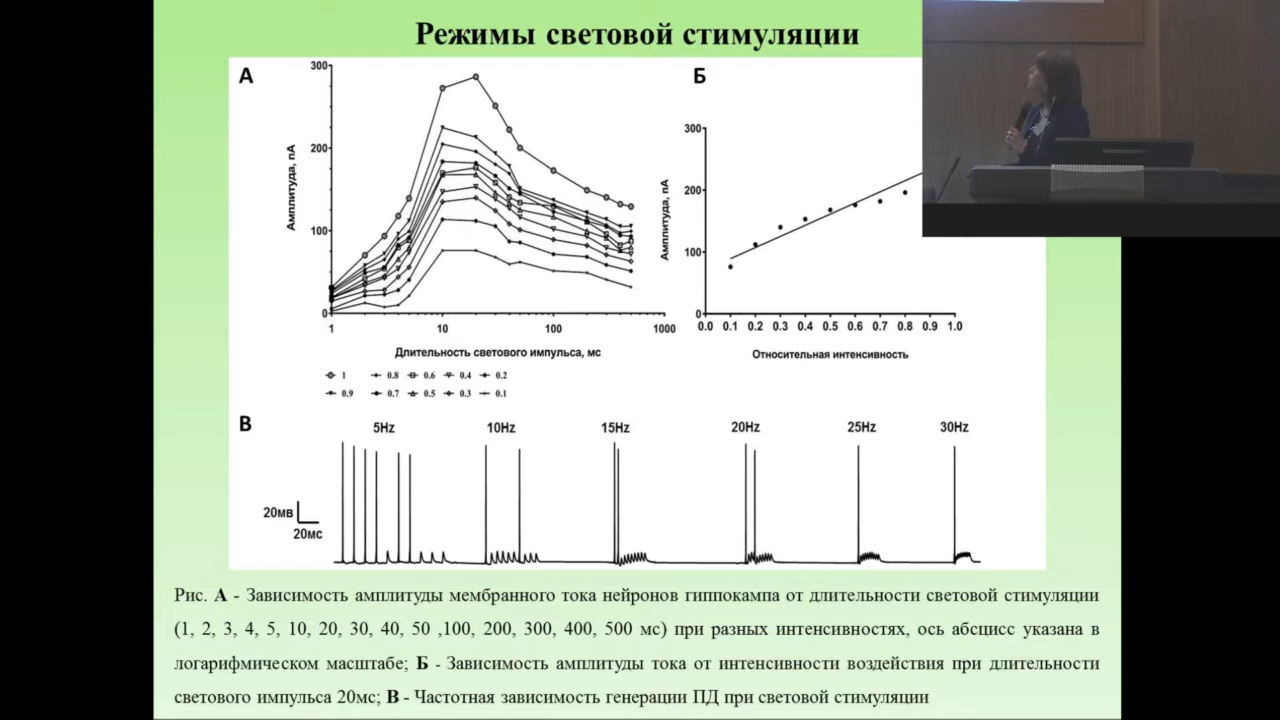 Режимы световой стимуляции
А
Б
300
200
100
0
Амплитуда, пА
1
10
100
1000
Длительность светового импульса, мс
1 0.8 0.6 0.4 0.2
0.9 0.7 0.5 0.3 0.1
300
200
100
0
Амплитуда, пА
0.0 0.1 0.2 0.3 0.4 0.5 0.6 0.7 0.8 0.9 1.0
Относительная интенсивность
В
5Hz 10Hz 15Hz 20Hz 25Hz 30Hz
20мв
20мс
Рис. А - Зависимость амплитуды мембранного тока нейронов гиппокампа от длительности световой стимуляции
(1, 2, 3, 4, 5, 10, 20, 30, 40, 50 ,100, 200, 300, 400, 500 мс) при разных интенсивностях, ось абсцисс указана в
логарифмическом масштабе; Б - Зависимость амплитуды тока от интенсивности воздействия при длительности
светового импульса 20мс; В - Частотная зависимость генерации ПД при световой стимуляции